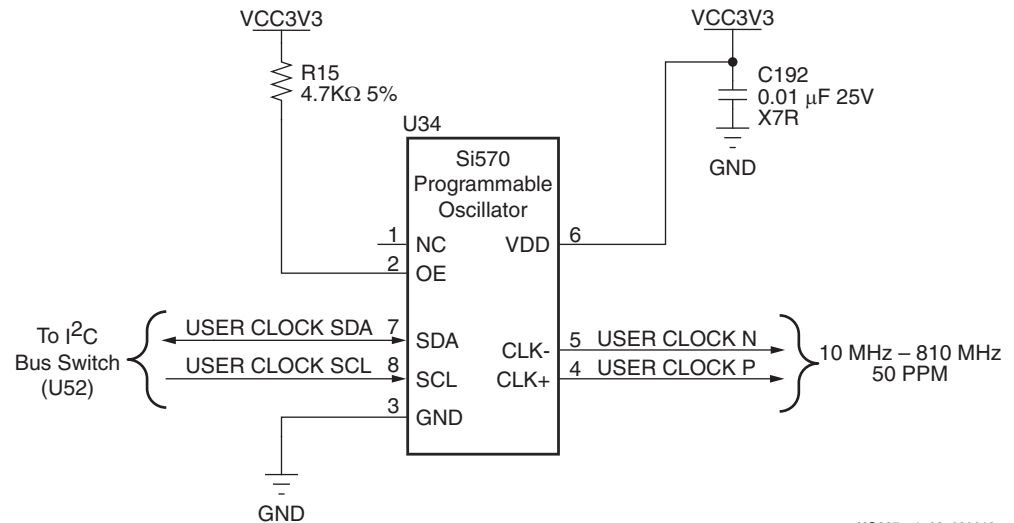 VCC3V3
VCC3V3
R15
4.7KΩ 5%
C192
0.01 μF 25V
X7R
GND
U34
Si570
Programmable
Oscillator
1
NC
VDD
6
2
OE
To I²C
Bus Switch
(U52)
USER CLOCK SDA
7
SDA
USER CLOCK SCL
8
SCL
3
GND
CLK-
5
USER CLOCK N
CLK+
4
USER CLOCK P
10 MHz – 810 MHz
50 PPM
GND